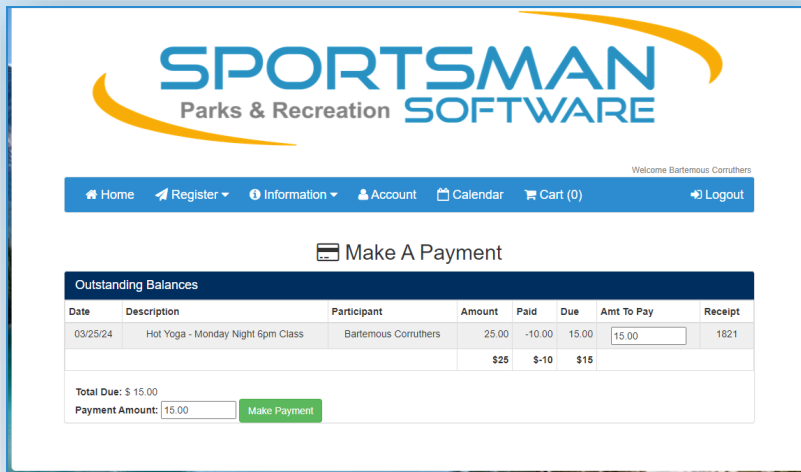 SPORTSMAN
Parks & Recreation SOFTWARE
Welcome Bartemous Corruthers
Home Register Information Account Calendar Cart (0) Logout
Make A Payment
Outstanding Balances
Date Description Participant Amount Paid Due Amt To Pay Receipt
03/25/24 Hot Yoga - Monday Night 6pm Class Bartemous Corruthers 25.00 -10.00 15.00 15.00 1821
$25 $-10 $15
Total Due: $ 15.00
Payment Amount: 15.00 Make Payment